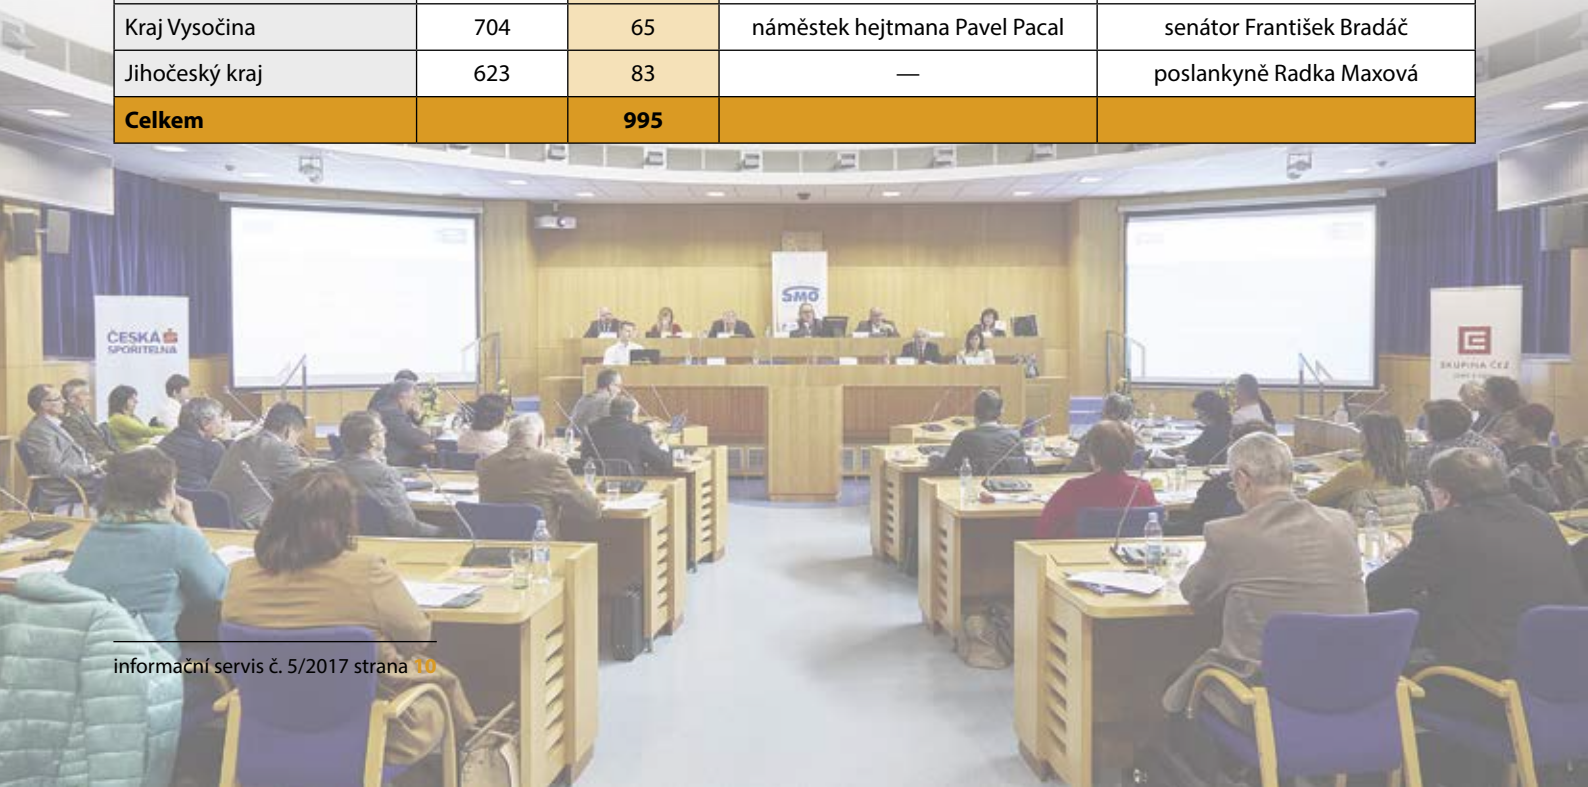 Kraj Vysočina 704 65 náměstek hejtmana Pavel Pacal senátor František Bradáč
Jihočeský kraj 623 83 — poslankyně Radka Maxová
Celkem 995
SMO
ČESKÁ
SPOŘITELNA
SKUPINA ČEZ
informační servis č. 5/2017 strana 10